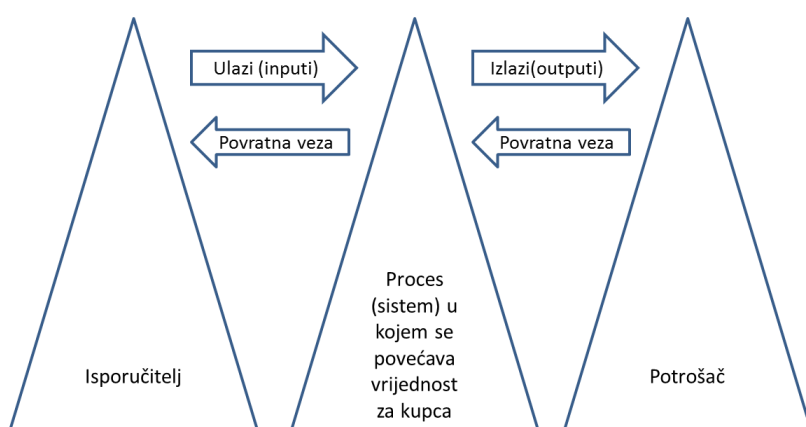 Ulazi (inputi)
Izlazi(outputi)
Povratna veza
Povratna veza
Proces
(sistem) u
kojem se
povećava
vrijednost
za kupca
Isporučitelj
Potrošač